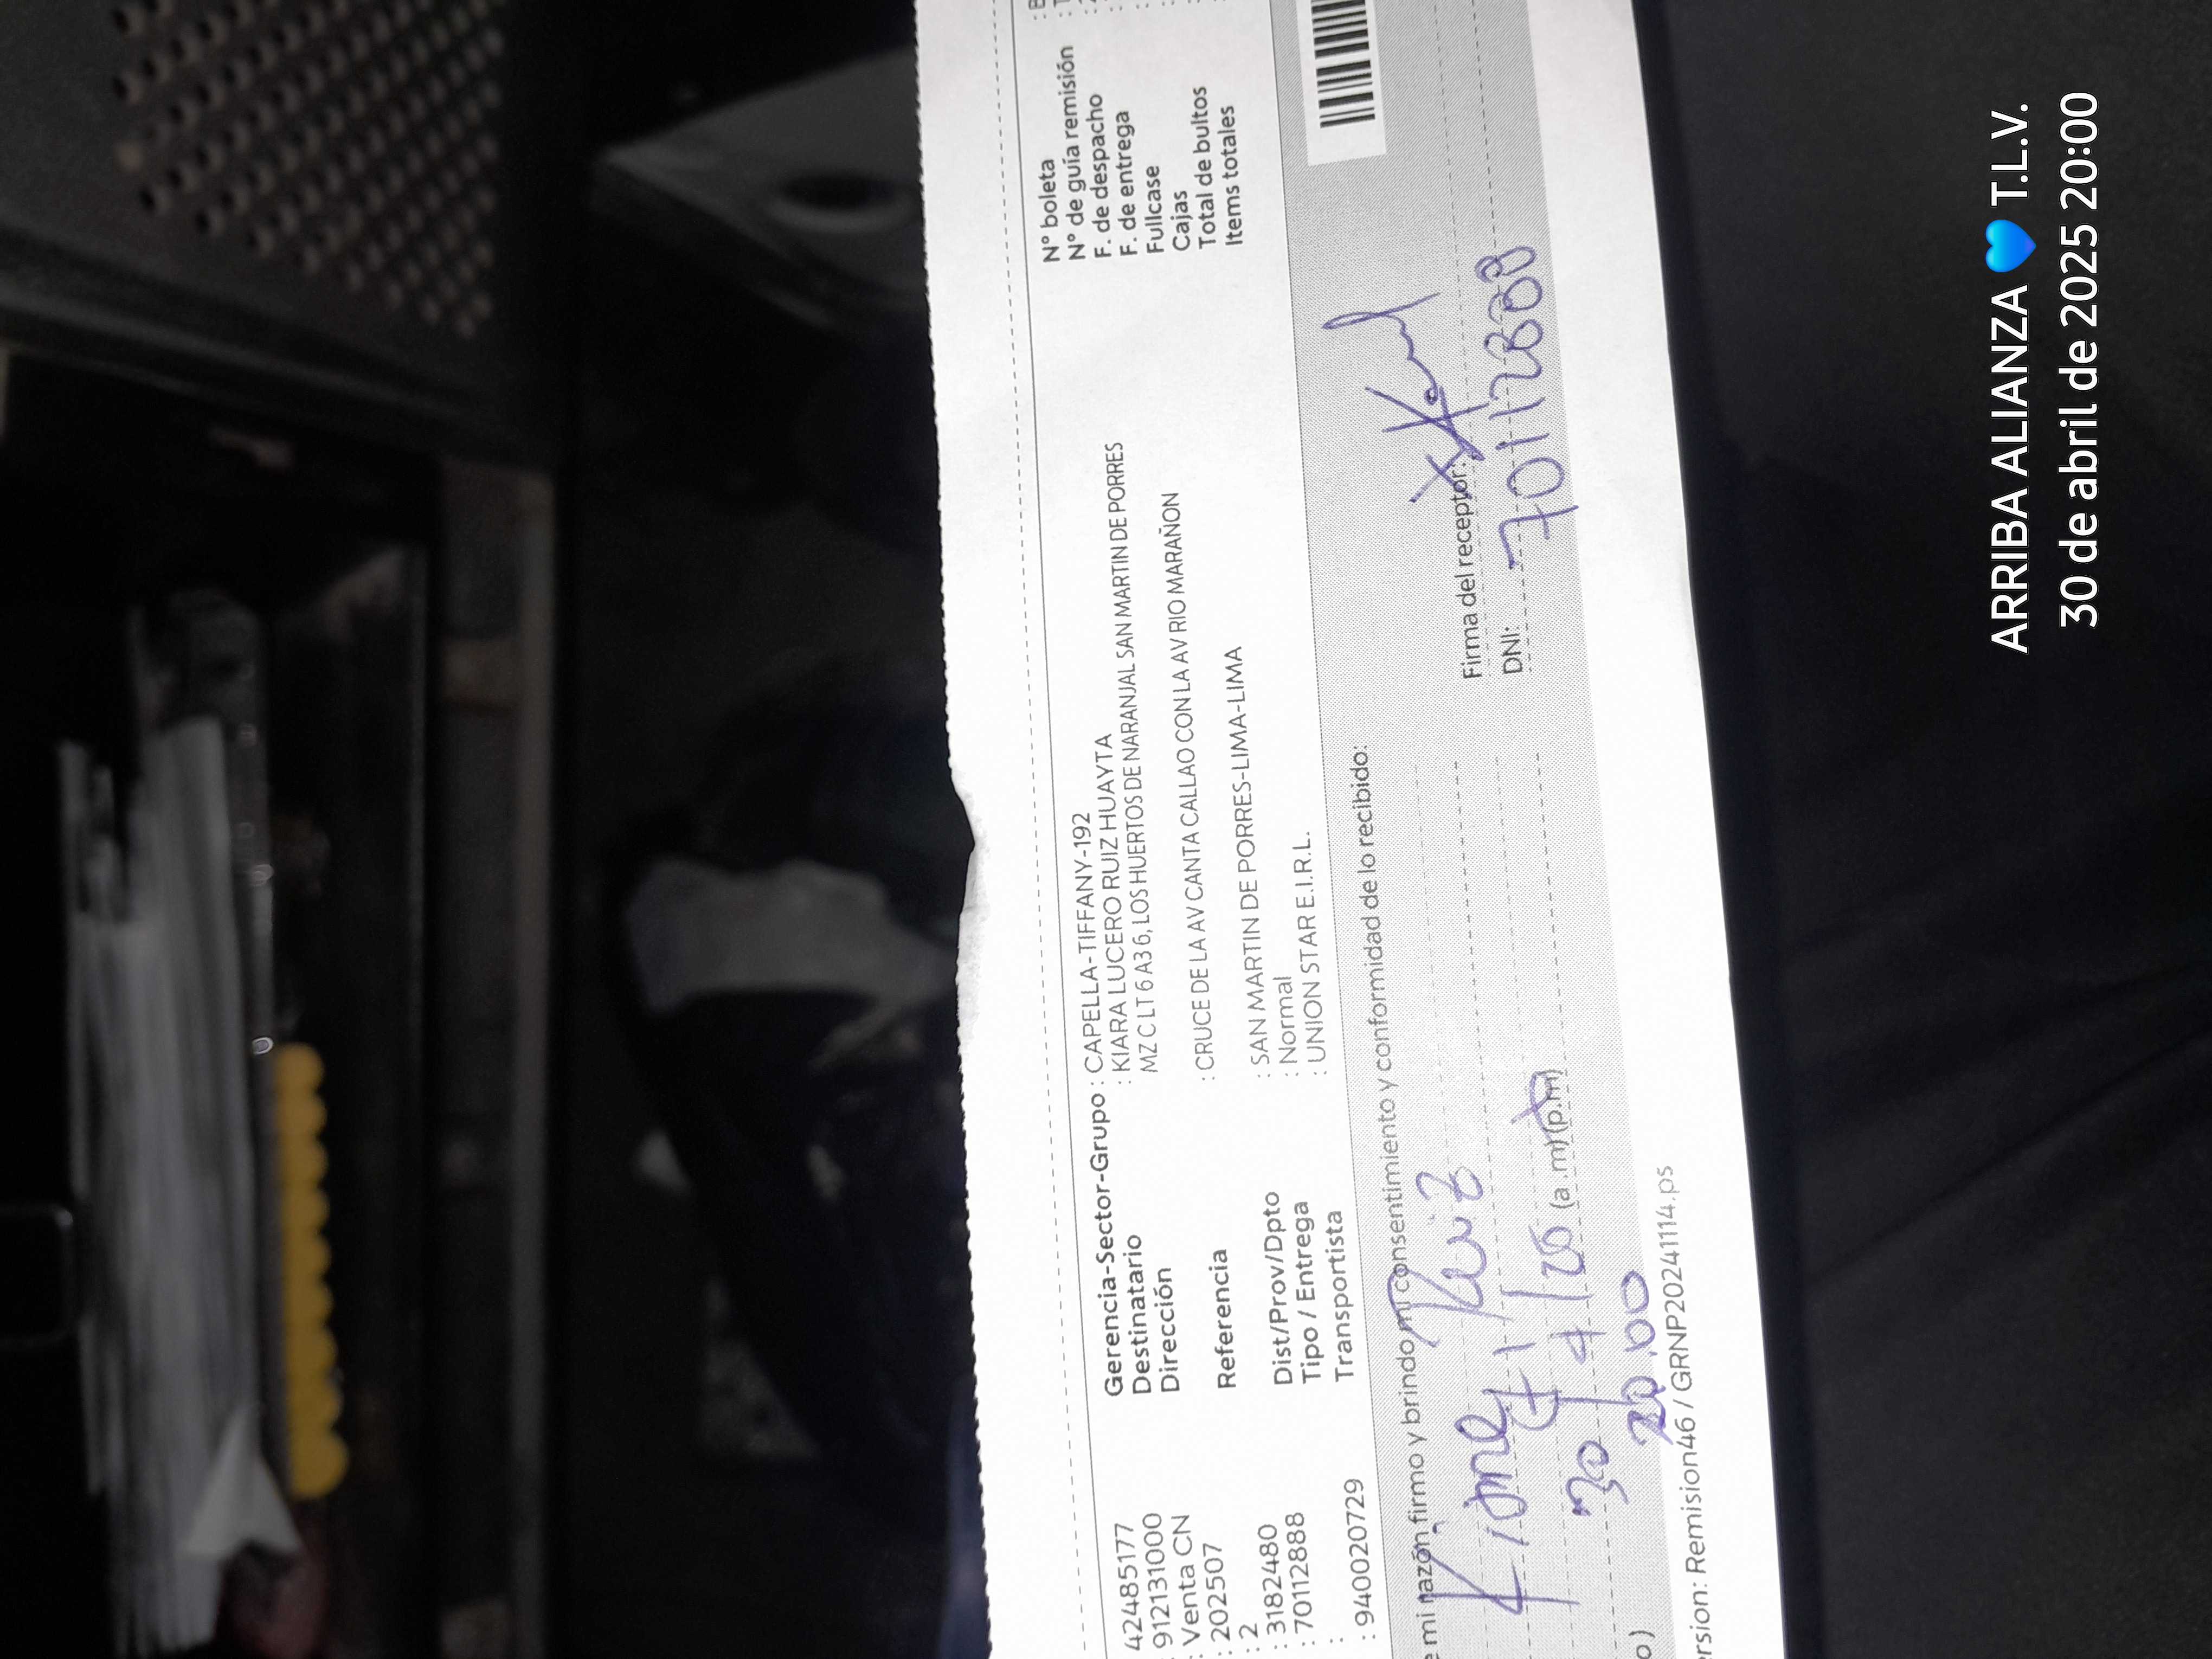 42485177
912131000
: Venta CN
: 202507
: 2
: 3182480
: 70112888
:
: 940020729
Gerencia-Sector-Grupo : CAPELLA-TIFFANY-192
Destinatario : KIARA LUCERO RUIZ HUAYTA
Dirección MZ C LT 6 A3 6, LOS HUERTOS DE NARANJAL SAN MARTIN DE PORRES
Referencia : CRUCE DE LA AV CANTA CALLAO CON LA AV RIO MARAÑON
Dist/Prov/Dpto : SAN MARTIN DE PORRES-LIMA-LIMA
Tipo / Entrega : Normal
Transportista : UNION STAR E.I.R.L.
N° boleta
N° de guía remisión
F. de despacho
F. de entrega
Fullcase
Cajas
Total de bultos
Items totales
mi razón firmo y brindo mi consentimiento y conformidad de lo recibido:
Ruiz
30 4 (a.m) (p.m)
20:00
Firma del receptor:
DNI: 70112888
o)
rsion: Remision46 / GRNP20241114.ps
ARRIBA ALIANZA 💙 T.L.V.
30 de abril de 2025 20:00